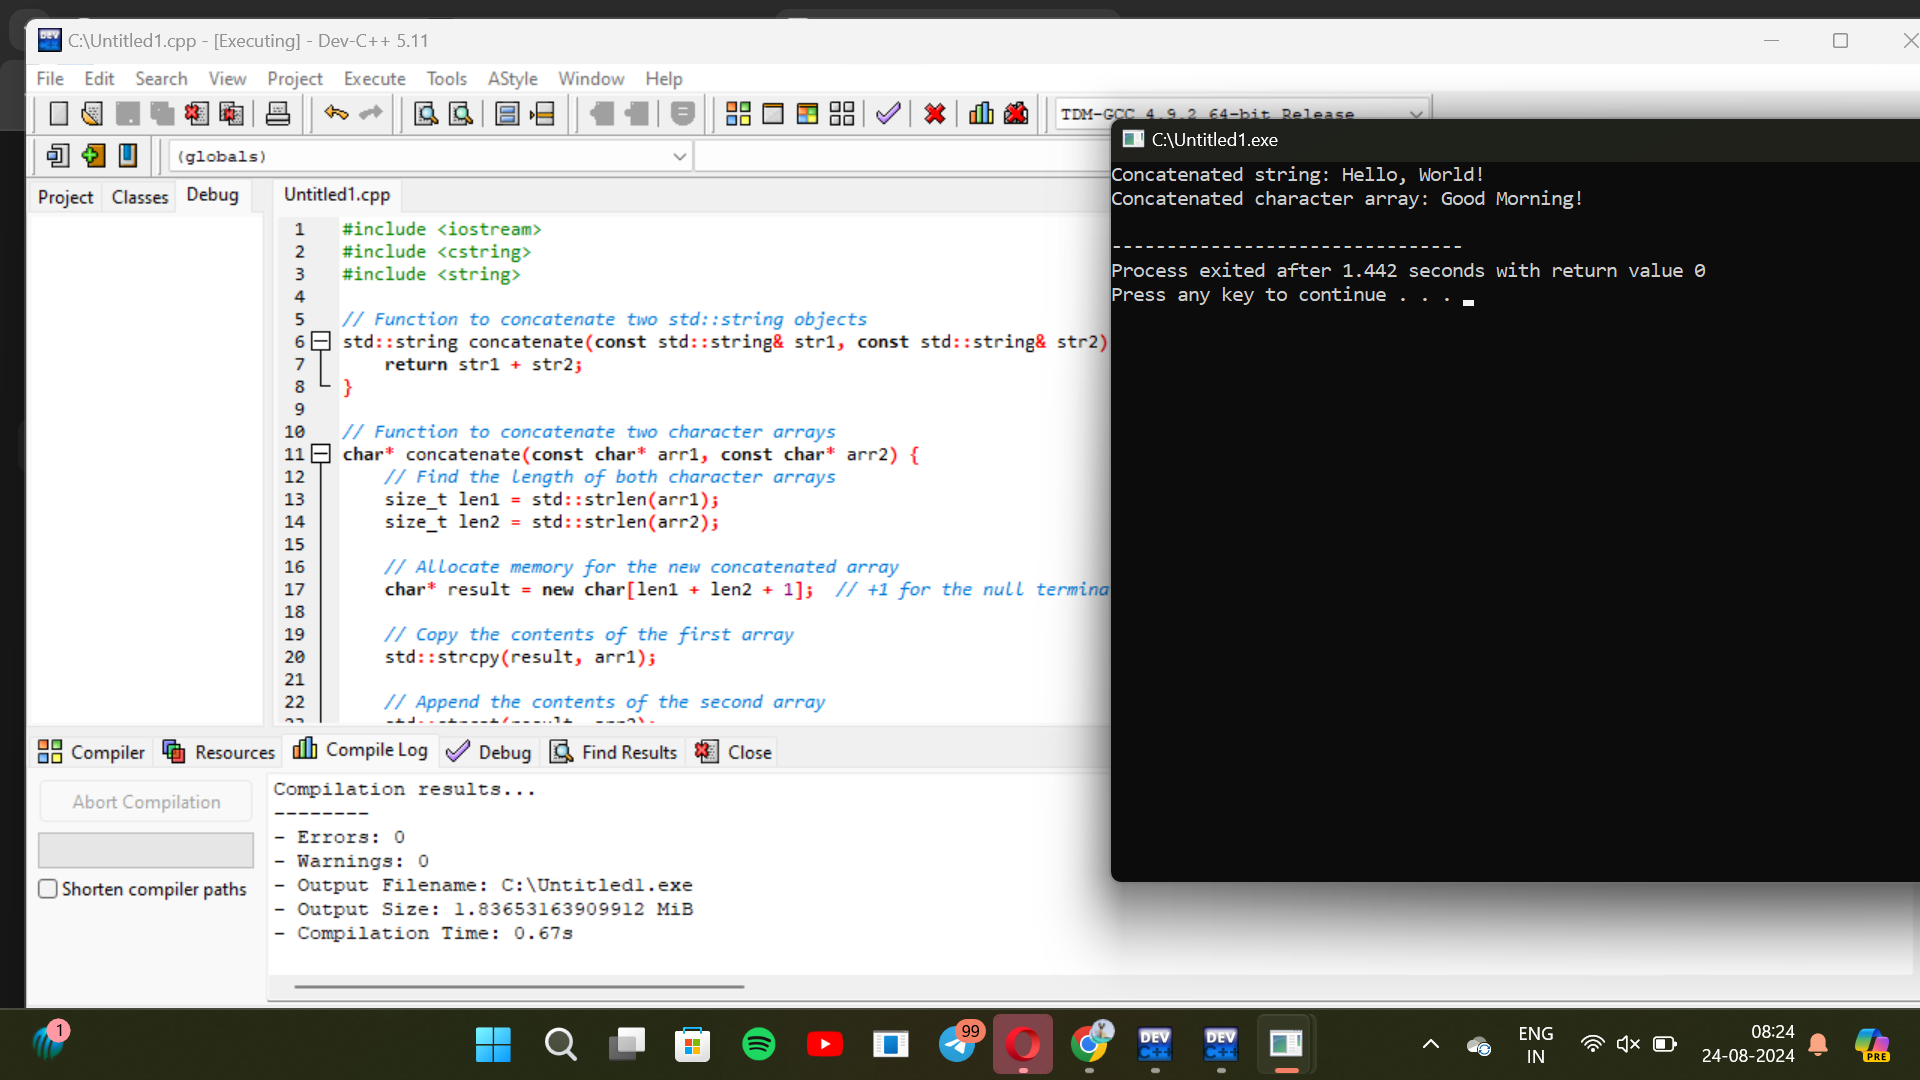 C:\Untitled1.cpp - [Executing] - Dev-C++ 5.11
File Edit Search View Project Execute Tools AStyle Window Help
TDM-GCC 4.9.2 64-bit Release
(globals)
Project Classes Debug
Untitled1.cpp
1 #include <iostream>
2 #include <cstring>
3 #include <string>
4
5 // Function to concatenate two std::string objects
6 std::string concatenate(const std::string& str1, const std::string& str2)
7 return str1 + str2;
8 }
9
10 // Function to concatenate two character arrays
11 char* concatenate(const char* arr1, const char* arr2) {
12 // Find the length of both character arrays
13 size_t len1 = std::strlen(arr1);
14 size_t len2 = std::strlen(arr2);
15
16 // Allocate memory for the new concatenated array
17 char* result = new char[len1 + len2 + 1]; // +1 for the null termina
18
19 // Copy the contents of the first array
20 std::strcpy(result, arr1);
21
22 // Append the contents of the second array
C:\Untitled1.exe
Concatenated string: Hello, World!
Concatenated character array: Good Morning!
--------------------------------
Process exited after 1.442 seconds with return value 0
Press any key to continue . . .
Compiler Resources Compile Log Debug Find Results Close
Abort Compilation
Shorten compiler paths
Compilation results...
--------
- Errors: 0
- Warnings: 0
- Output Filename: C:\Untitled1.exe
- Output Size: 1.83653163909912 MiB
- Compilation Time: 0.67s
1
99
DEV C++
DEV C++
ENG
IN
08:24
24-08-2024
PRE